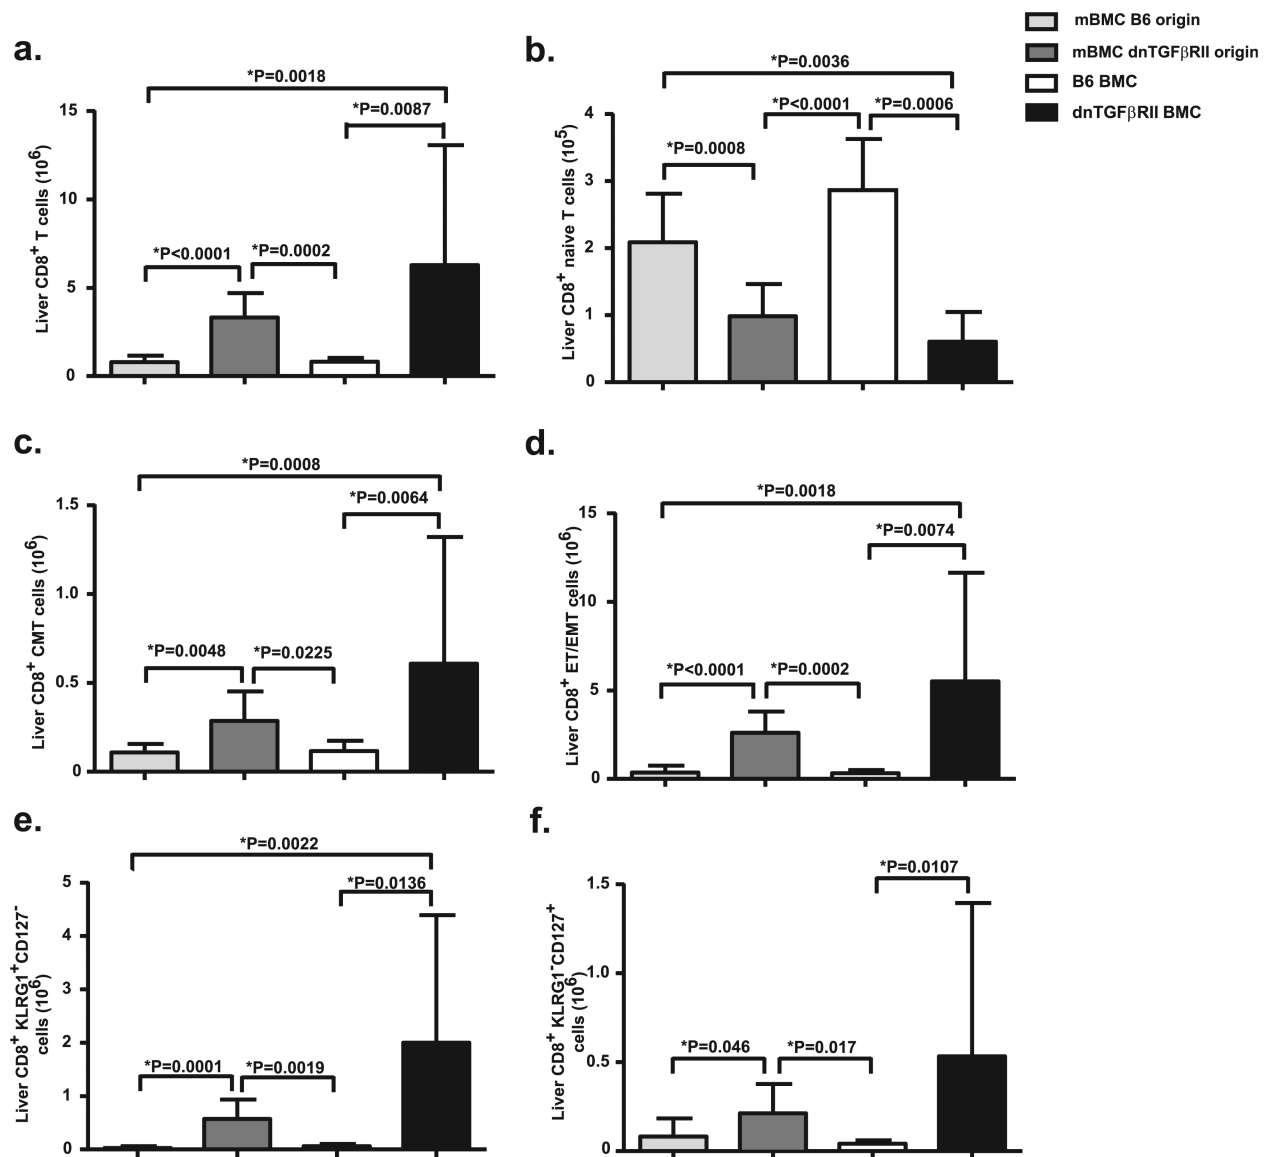 mBMC B6 origin
mBMC dnTGFβRII origin
B6 BMC
dnTGFβRII BMC
a.
*P=0.0018
*P=0.0087
*P<0.0001
*P=0.0002
15
10
5
0
Liver CD8+ T cells (10^6)
b.
*P=0.0036
*P<0.0001
*P=0.0006
*P=0.0008
4
3
2
1
0
Liver CD8+ naive T cells (10^5)
c.
*P=0.0008
*P=0.0064
*P=0.0048
*P=0.0225
1.5
1.0
0.5
0
Liver CD8+ CMT cells (10^6)
d.
*P=0.0018
*P=0.0074
*P<0.0001
*P=0.0002
15
10
5
0
Liver CD8+ ET/EMT cells (10^6)
e.
*P=0.0022
*P=0.0136
*P=0.0001
*P=0.0019
5
4
3
2
1
0
Liver CD8+ KLRG1+CD127-
cells (10^6)
f.
*P=0.0107
*P=0.046
*P=0.017
1.5
1.0
0.5
0
Liver CD8+ KLRG1-CD127+
cells (10^6)